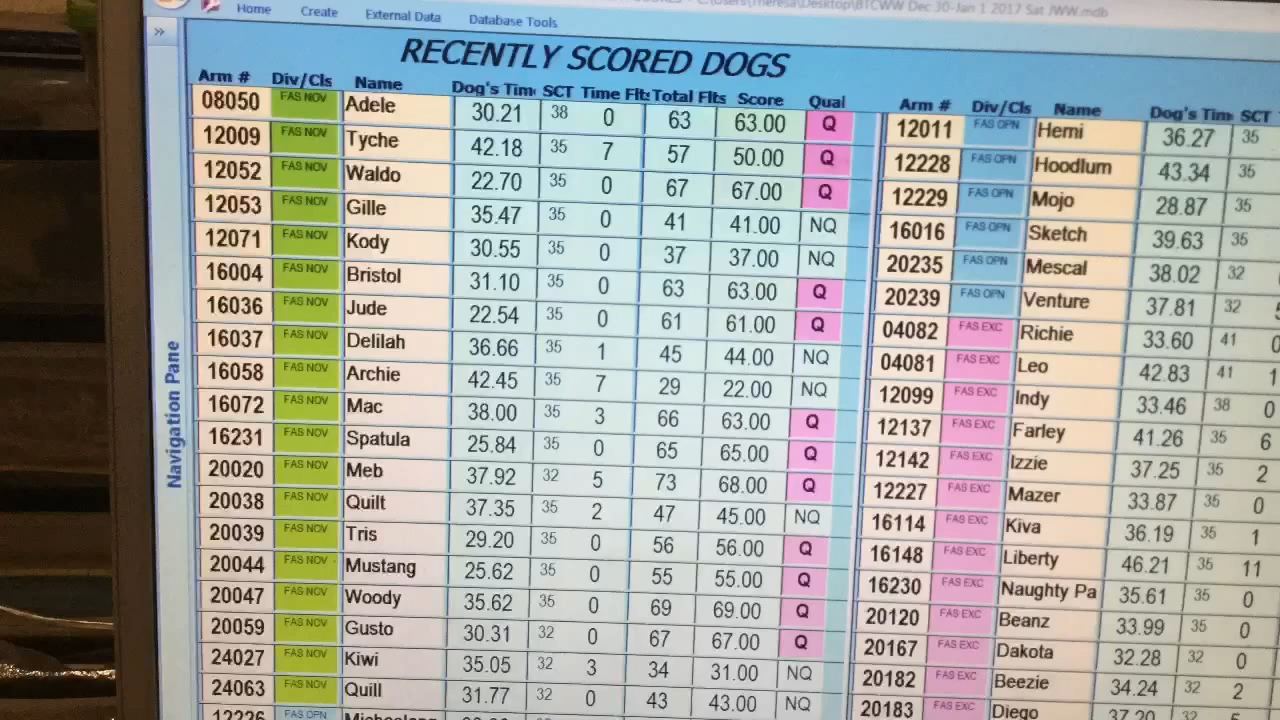 Home Create External Data Database Tools
Dec 30-Jan 1 2017 Sat JWW.mdb
»
Navigation Pane
RECENTLY SCORED DOGS
Arm # Div/Cls Name Dog's Tim SCT Time Flts Total Flts Score Qual
08050 FAS NOV Adele 30.21 38 0 63 63.00 Q
12009 FAS NOV Tyche 42.18 35 7 57 50.00 Q
12052 FAS NOV Waldo 22.70 35 0 67 67.00 Q
12053 FAS NOV Gille 35.47 35 0 41 41.00 NQ
12071 FAS NOV Kody 30.55 35 0 37 37.00 NQ
16004 FAS NOV Bristol 31.10 35 0 63 63.00 Q
16036 FAS NOV Jude 22.54 35 0 61 61.00 Q
16037 FAS NOV Delilah 36.66 35 1 45 44.00 NQ
16058 FAS NOV Archie 42.45 35 7 29 22.00 NQ
16072 FAS NOV Mac 38.00 35 3 66 63.00 Q
16231 FAS NOV Spatula 25.84 35 0 65 65.00 Q
20020 FAS NOV Meb 37.92 32 5 73 68.00 Q
20038 FAS NOV Quilt 37.35 35 2 47 45.00 NQ
20039 FAS NOV Tris 29.20 35 0 56 56.00 Q
20044 FAS NOV Mustang 25.62 35 0 55 55.00 Q
20047 FAS NOV Woody 35.62 35 0 69 69.00 Q
20059 FAS NOV Gusto 30.31 32 0 67 67.00 Q
24027 FAS NOV Kiwi 35.05 32 3 34 31.00 NQ
24063 FAS NOV Quill 31.77 32 0 43 43.00 NQ
FAS OPN
Arm # Div/Cls Name Dog's Tim SCT
12011 FAS OPN Hemi 36.27 35
12228 FAS OPN Hoodlum 43.34 35
12229 FAS OPN Mojo 28.87 35
16016 FAS OPN Sketch 39.63 35
20235 FAS OPN Mescal 38.02 32
20239 FAS OPN Venture 37.81 32
04082 FAS EXC Richie 33.60 41 0
04081 FAS EXC Leo 42.83 41 1
12099 FAS EXC Indy 33.46 38 0
12137 FAS EXC Farley 41.26 35 6
12142 FAS EXC Izzie 37.25 35 2
12227 FAS EXC Mazer 33.87 35 0
16114 FAS EXC Kiva 36.19 35 1
16148 FAS EXC Liberty 46.21 35 11
16230 FAS EXC Naughty Pa 35.61 35 0
20120 FAS EXC Beanz 33.99 35 0
20167 FAS EXC Dakota 32.28 32 0
20182 FAS EXC Beezie 34.24 32 2
20183 FAS EXC Diego 37.20 32